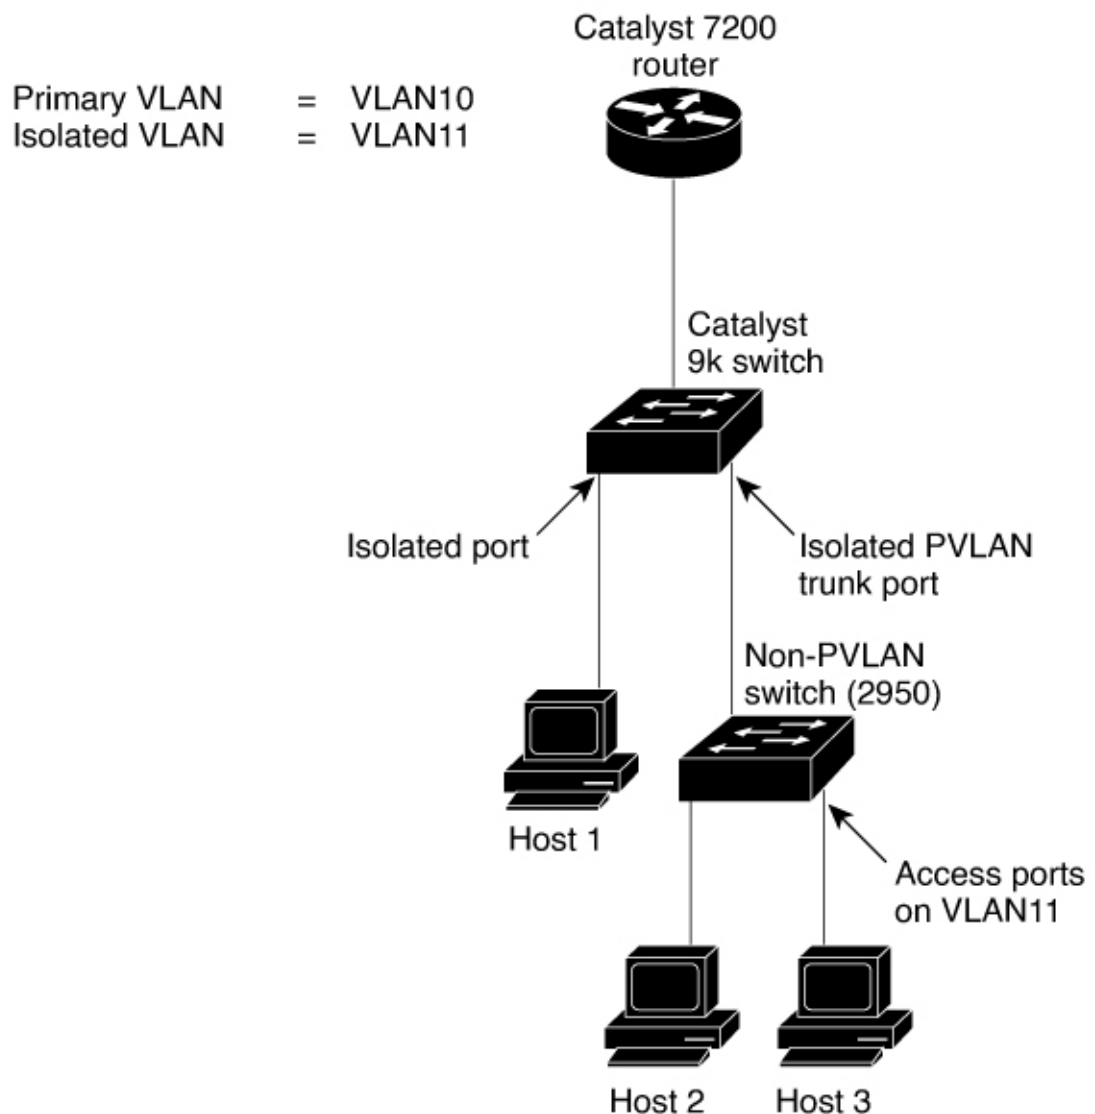 Catalyst 7200
router
Primary VLAN = VLAN10
Isolated VLAN = VLAN11
Catalyst
9k switch
Isolated port
Isolated PVLAN
trunk port
Non-PVLAN
switch (2950)
Host 1
Access ports
on VLAN11
Host 2
Host 3